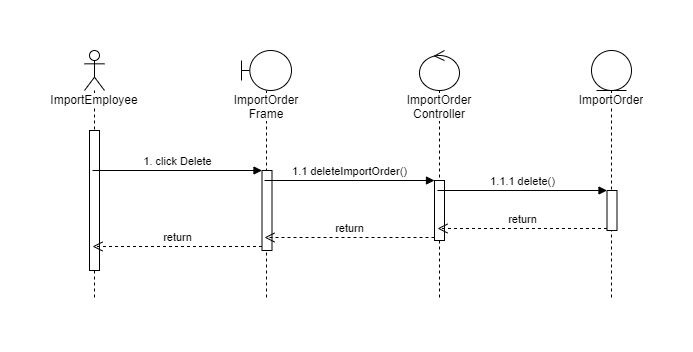 ImportEmployee
ImportOrder
Frame
ImportOrder
Controller
ImportOrder
1. click Delete
1.1 deleteImportOrder()
1.1.1 delete()
return
return
return